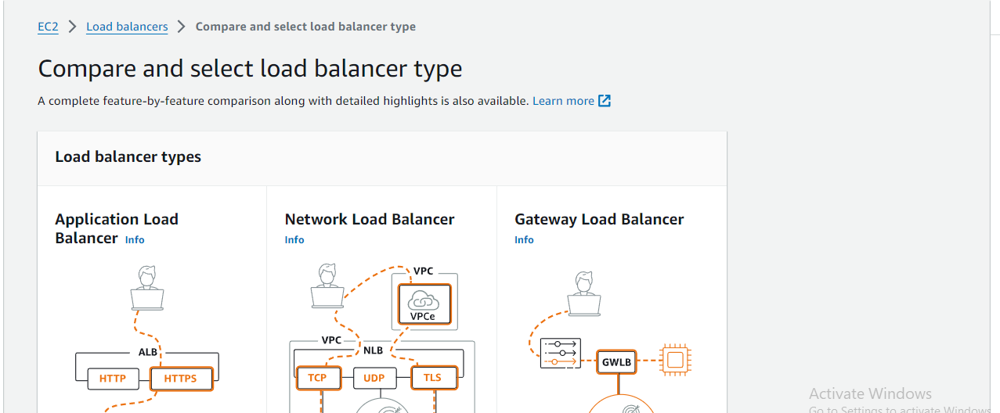 EC2 > Load balancers > Compare and select load balancer type
Compare and select load balancer type
A complete feature-by-feature comparison along with detailed highlights is also available. Learn more
Load balancer types
Application Load
Balancer Info
ALB
HTTP HTTPS
Network Load Balancer
Info
VPC
VPCe
VPC
NLB
TCP UDP TLS
Gateway Load Balancer
Info
GWLB
Activate Windows
Go to Settings to activate Windows